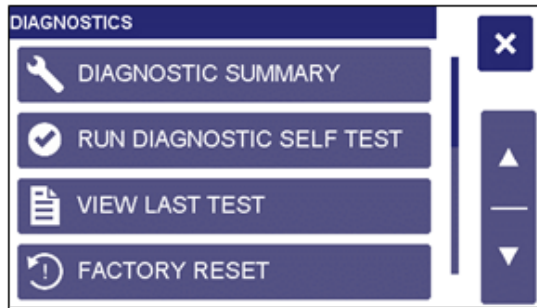 DIAGNOSTICS
DIAGNOSTIC SUMMARY
RUN DIAGNOSTIC SELF TEST
VIEW LAST TEST
FACTORY RESET